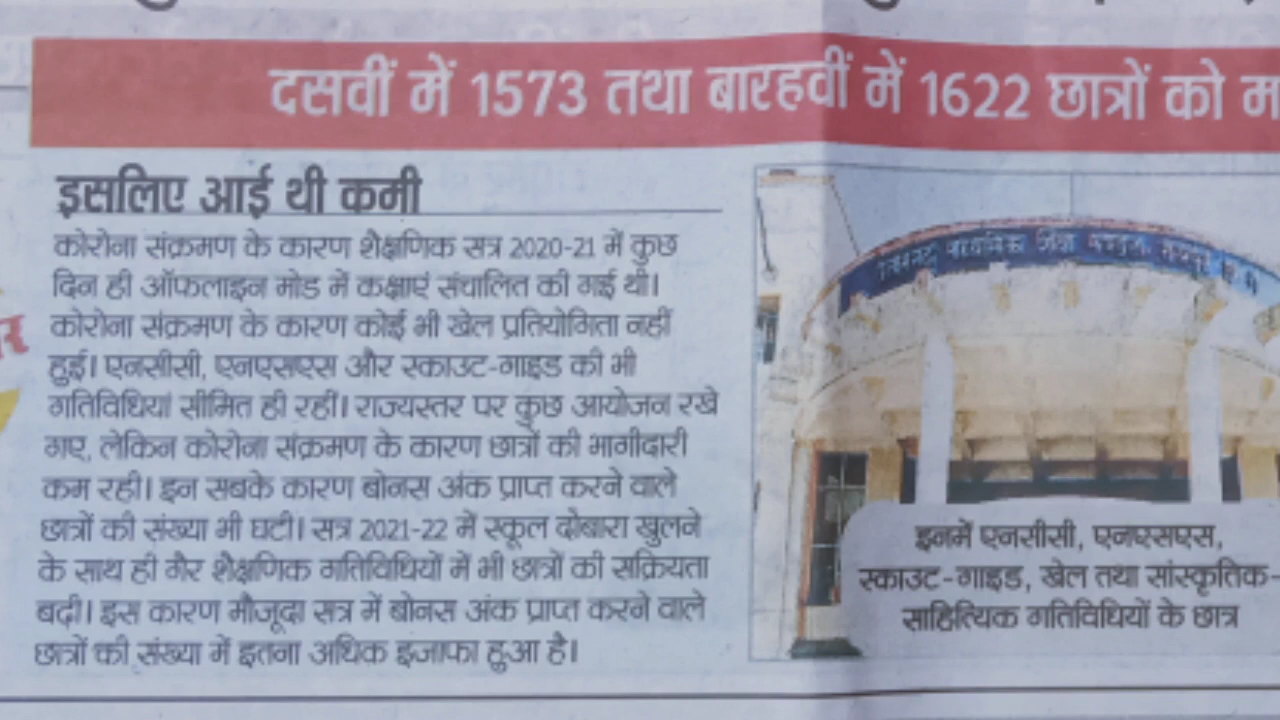 दसवीं में 1573 तथा बारहवीं में 1622 छात्रों को
इसलिए आई थी कमी
कोरोना संक्रमण के कारण शैक्षणिक सत्र 2020-21 में कुछ
दिन ही ऑफलाइन मोड में कक्षाएं संचालित की गई थी।
कोरोना संक्रमण के कारण कोई भी खेल प्रतियोगिता नहीं
हुई। एनसीसी, एनएसएस और स्काउट-गाइड की भी
गतिविधियां सीमित ही रहीं। राज्यस्तर पर कुछ आयोजन रखे
गए, लेकिन कोरोना संक्रमण के कारण छात्रों की भागीदारी
कम रही। इन सबके कारण बोनस अंक प्राप्त करने वाले
छात्रों की संख्या भी घटी। सत्र 2021-22 में स्कूल दोबारा खुलने
के साथ ही गैर शैक्षणिक गतिविधियों में भी छात्रों की सक्रियता
बढ़ी। इस कारण मौजूदा सत्र में बोनस अंक प्राप्त करने वाले
छात्रों की संख्या में इतना अधिक इजाफा हुआ है।
इनमें एनसीसी, एनएसएस,
स्काउट-गाइड, खेल तथा सांस्कृतिक-
साहित्यिक गतिविधियों के छात्र